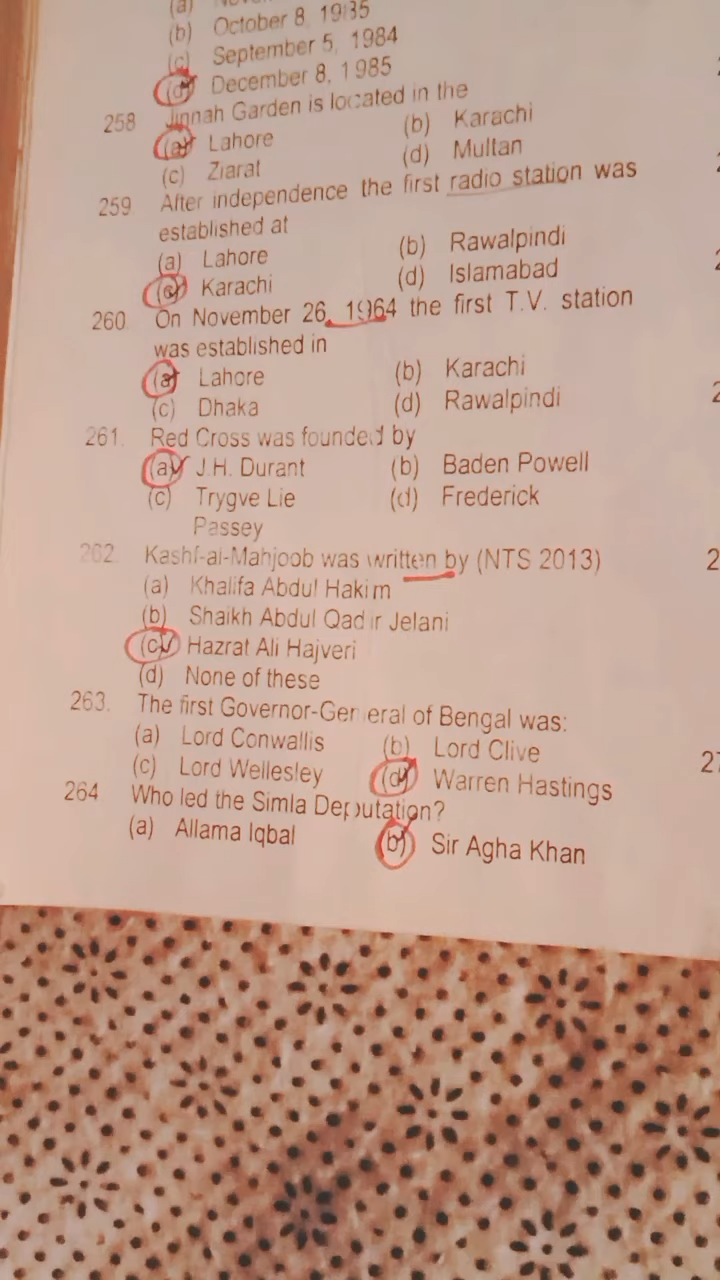 (a)
(b) October 8, 1985
(c) September 5, 1984
(d) December 8, 1985
258 Jinnah Garden is located in the
(a) Lahore (b) Karachi
(c) Ziarat (d) Multan
259 After independence the first radio station was
established at
(a) Lahore (b) Rawalpindi
(c) Karachi (d) Islamabad
260. On November 26, 1964 the first T.V. station
was established in
(a) Lahore (b) Karachi
(c) Dhaka (d) Rawalpindi
261. Red Cross was founded by
(a) J.H. Durant (b) Baden Powell
(c) Trygve Lie (d) Frederick
Passey
262. Kashf-al-Mahjoob was written by (NTS 2013)
(a) Khalifa Abdul Hakim
(b) Shaikh Abdul Qadir Jelani
(c) Hazrat Ali Hajveri
(d) None of these
263. The first Governor-General of Bengal was:
(a) Lord Conwallis (b) Lord Clive
(c) Lord Wellesley (d) Warren Hastings
264 Who led the Simla Deputation?
(a) Allama Iqbal (b) Sir Agha Khan